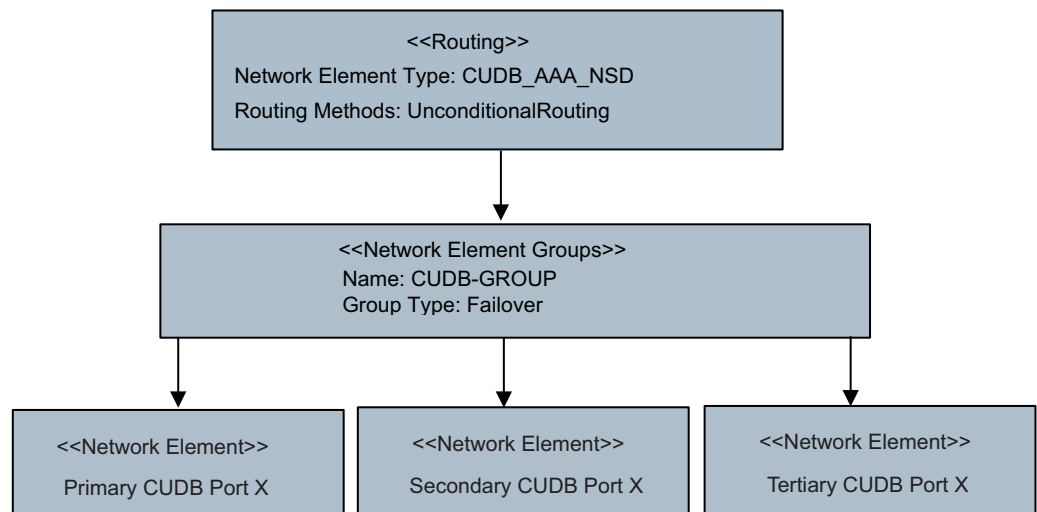 <<Routing>>
Network Element Type: CUDB_AAA_NSD
Routing Methods: UnconditionalRouting
<<Network Element Groups>>
Name: CUDB-GROUP
Group Type: Failover
<<Network Element>>
Primary CUDB Port X
<<Network Element>>
Secondary CUDB Port X
<<Network Element>>
Tertiary CUDB Port X